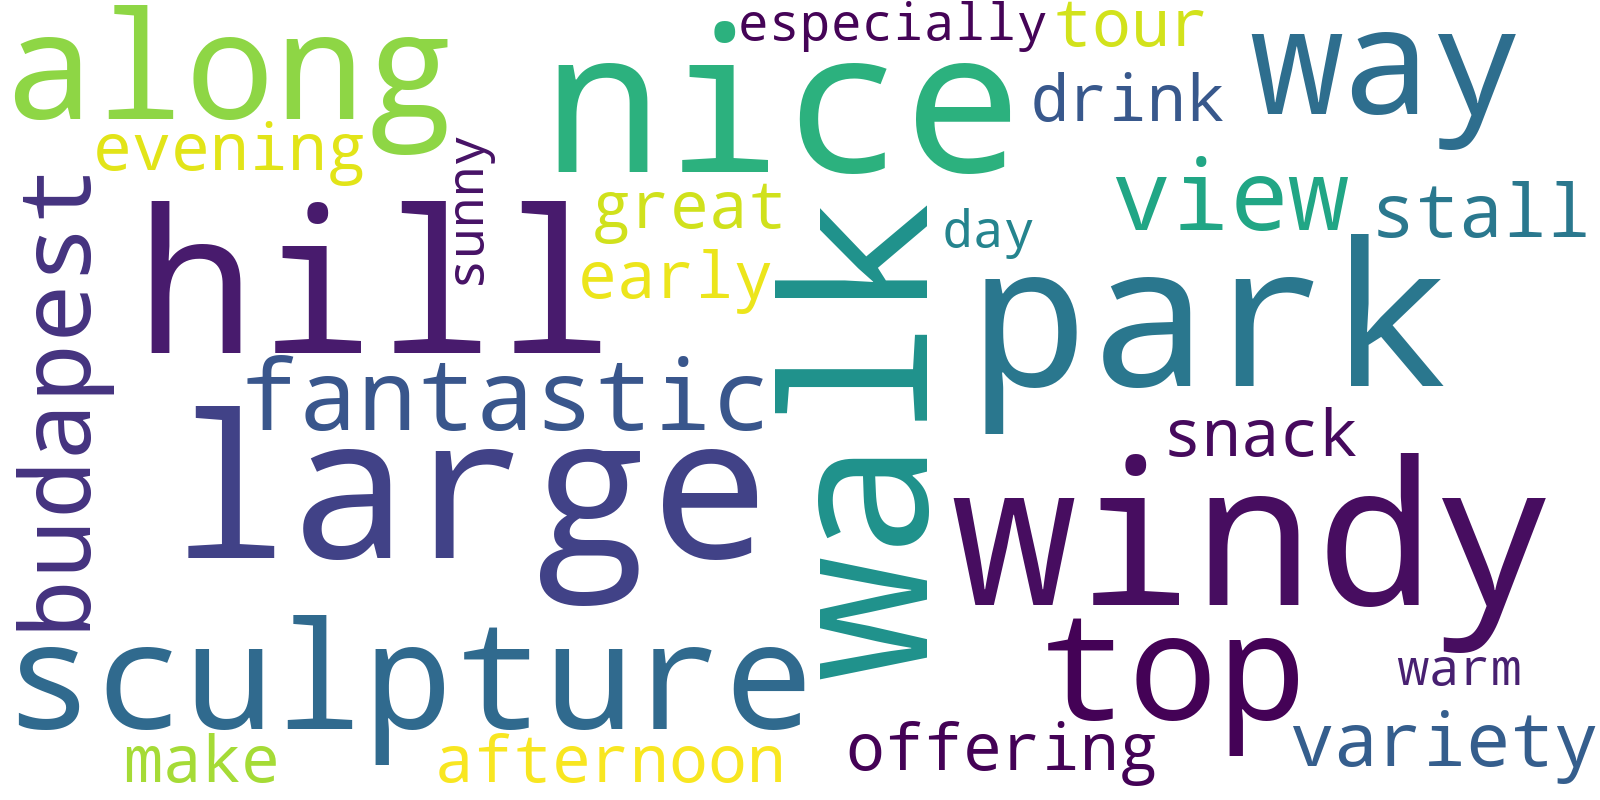 along
nice
especially
tour
way
drink
evening
sunny
great
view
stall
budapest
hill
early
walk
day
park
fantastic
large
snack
windy
sculpture
top
warm
make
afternoon
offering
variety